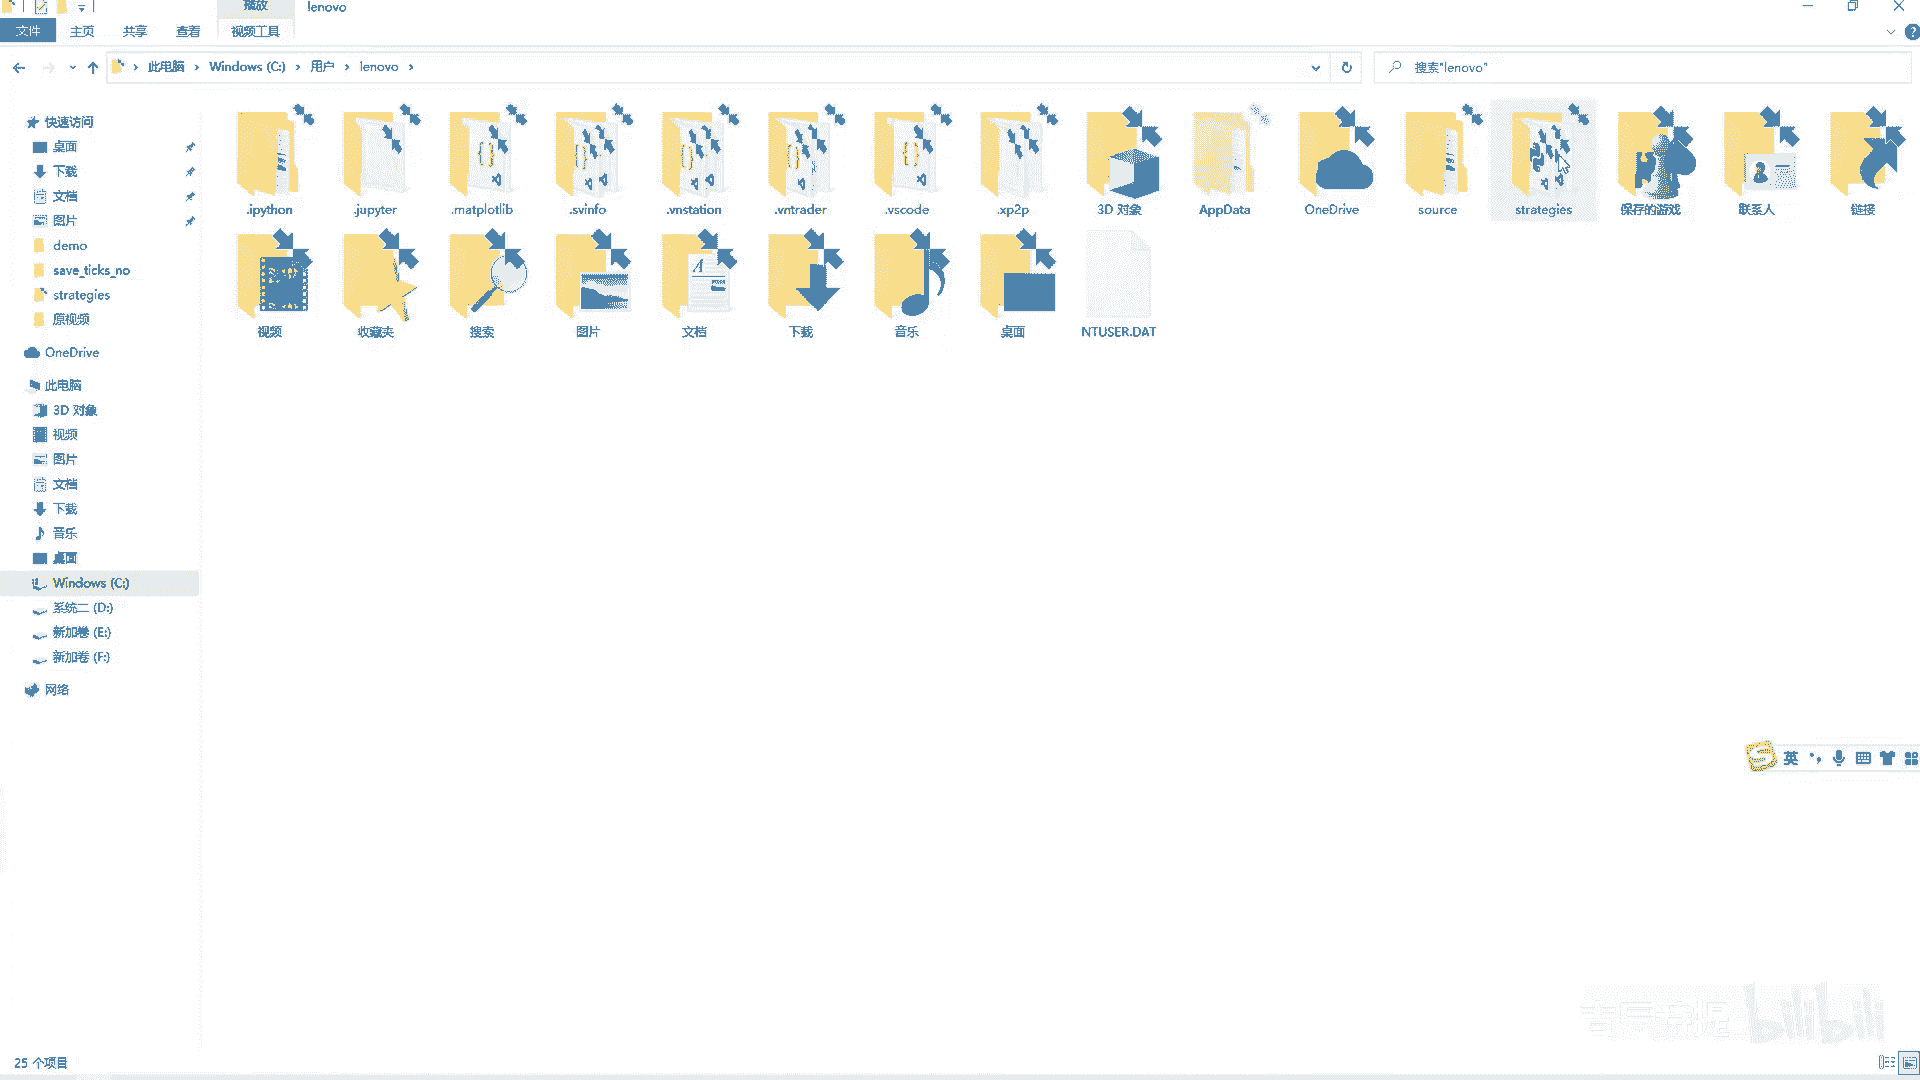 播放
lenovo
文件 主页 共享 查看 视频工具
此电脑 › Windows (C:) › 用户 › lenovo ›
搜索"lenovo"
快速访问
桌面
下载
文档
图片
demo
save_ticks_no
strategies
原视频
OneDrive
此电脑
3D 对象
视频
图片
文档
下载
音乐
桌面
Windows (C:)
系统二 (D:)
新加卷 (E:)
新加卷 (F:)
网络
.ipython .jupyter .matplotlib .svinfo .vnstation .vntrader .vscode .xp2p 3D 对象 AppData OneDrive source strategies 保存的游戏 联系人 链接
视频 收藏夹 搜索 图片 文档 下载 音乐 桌面 NTUSER.DAT
英
bilibili
25 个项目